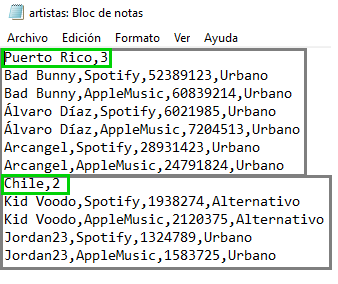 artistas: Bloc de notas
Archivo Edición Formato Ver Ayuda
Puerto Rico,3
Bad Bunny,Spotify,52389123,Urbano
Bad Bunny,AppleMusic,60839214,Urbano
Álvaro Díaz,Spotify,6021985,Urbano
Álvaro Díaz,AppleMusic,7204513,Urbano
Arcangel,Spotify,28931423,Urbano
Arcangel,AppleMusic,24791824,Urbano
Chile,2
Kid Voodo,Spotify,1938274,Alternativo
Kid Voodo,AppleMusic,2120375,Alternativo
Jordan23,Spotify,1324789,Urbano
Jordan23,AppleMusic,1583725,Urbano